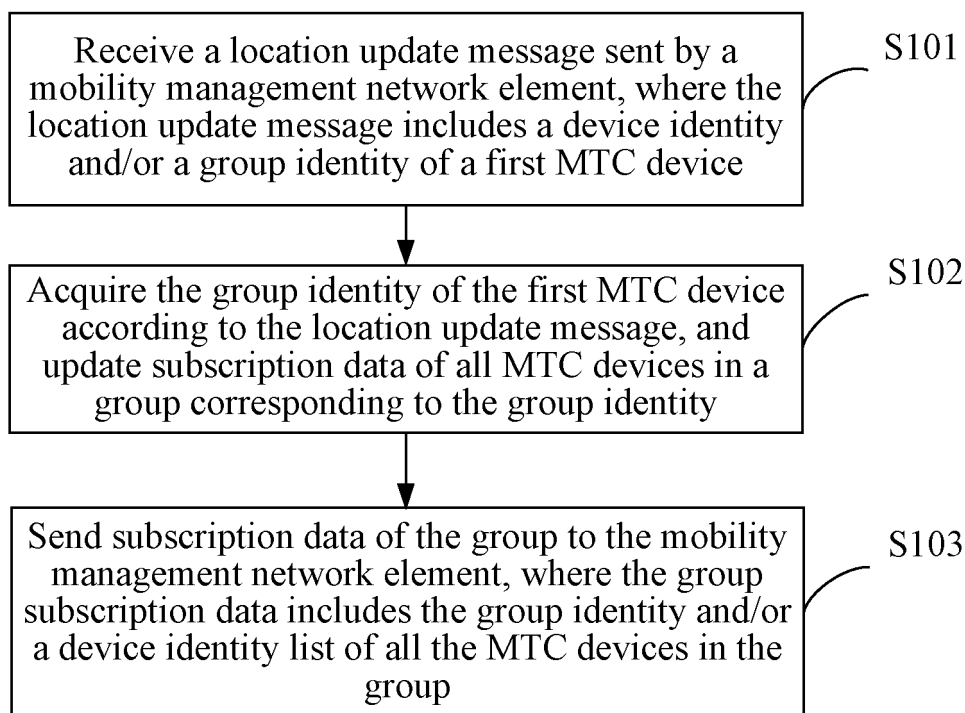 Receive a location update message sent by a
mobility management network element, where the
location update message includes a device identity
and/or a group identity of a first MTC device
S101
Acquire the group identity of the first MTC device
according to the location update message, and
update subscription data of all MTC devices in a
group corresponding to the group identity
S102
Send subscription data of the group to the mobility
management network element, where the group
subscription data includes the group identity and/or
a device identity list of all the MTC devices in the
group
S103